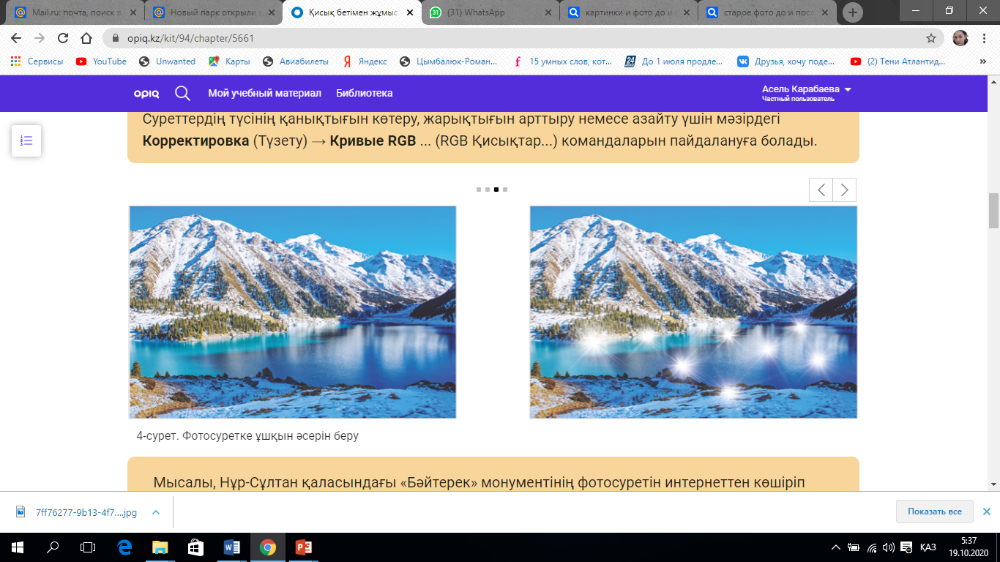 Mail.ru: почта, поиск в
Новый парк открыли в
Қисық бетімен жұмыс
(31) WhatsApp
картинки и фото до и п
старое фото до и посл
opiq.kz/kit/94/chapter/5661
Сервисы YouTube Unwanted Карты Авиабилеты Яндекс Цымбалюк-Роман... 15 умных слов, кот... До 1 июля продле... Друзья, хочу поде... (2) Тени Атлантид... »
opiq Мой учебный материал Библиотека Асель Карабаева
Частный пользователь
Суреттердің түсінің қанықтығын көтеру, жарықтығын арттыру немесе азайту үшін мәзірдегі
Корректировка (Түзету) → Кривые RGB ... (RGB Қисықтар...) командаларын пайдалануға болады.
4-сурет. Фотосуретке ұшқын әсерін беру
Мысалы, Нұр-Сұлтан қаласындағы «Бәйтерек» монументінің фотосуретін интернеттен көшіріп
7ff76277-9b13-4f7....jpg Показать все
ҚАЗ
5:37
19.10.2020